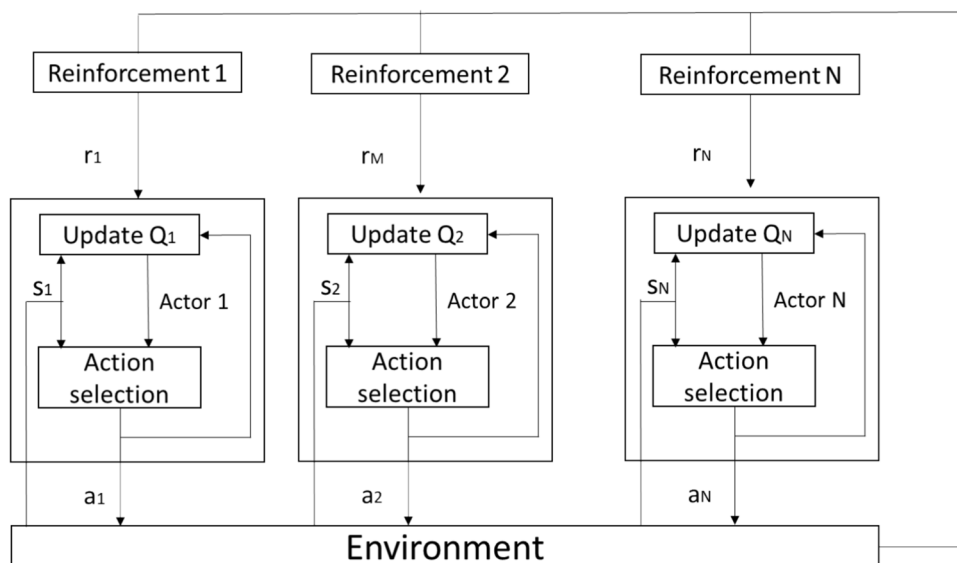 Reinforcement 1
Reinforcement 2
Reinforcement N
r1
rM
rN
Update Q1
Update Q2
Update QN
s1
Actor 1
s2
Actor 2
sN
Actor N
Action
selection
Action
selection
Action
selection
a1
a2
aN
Environment